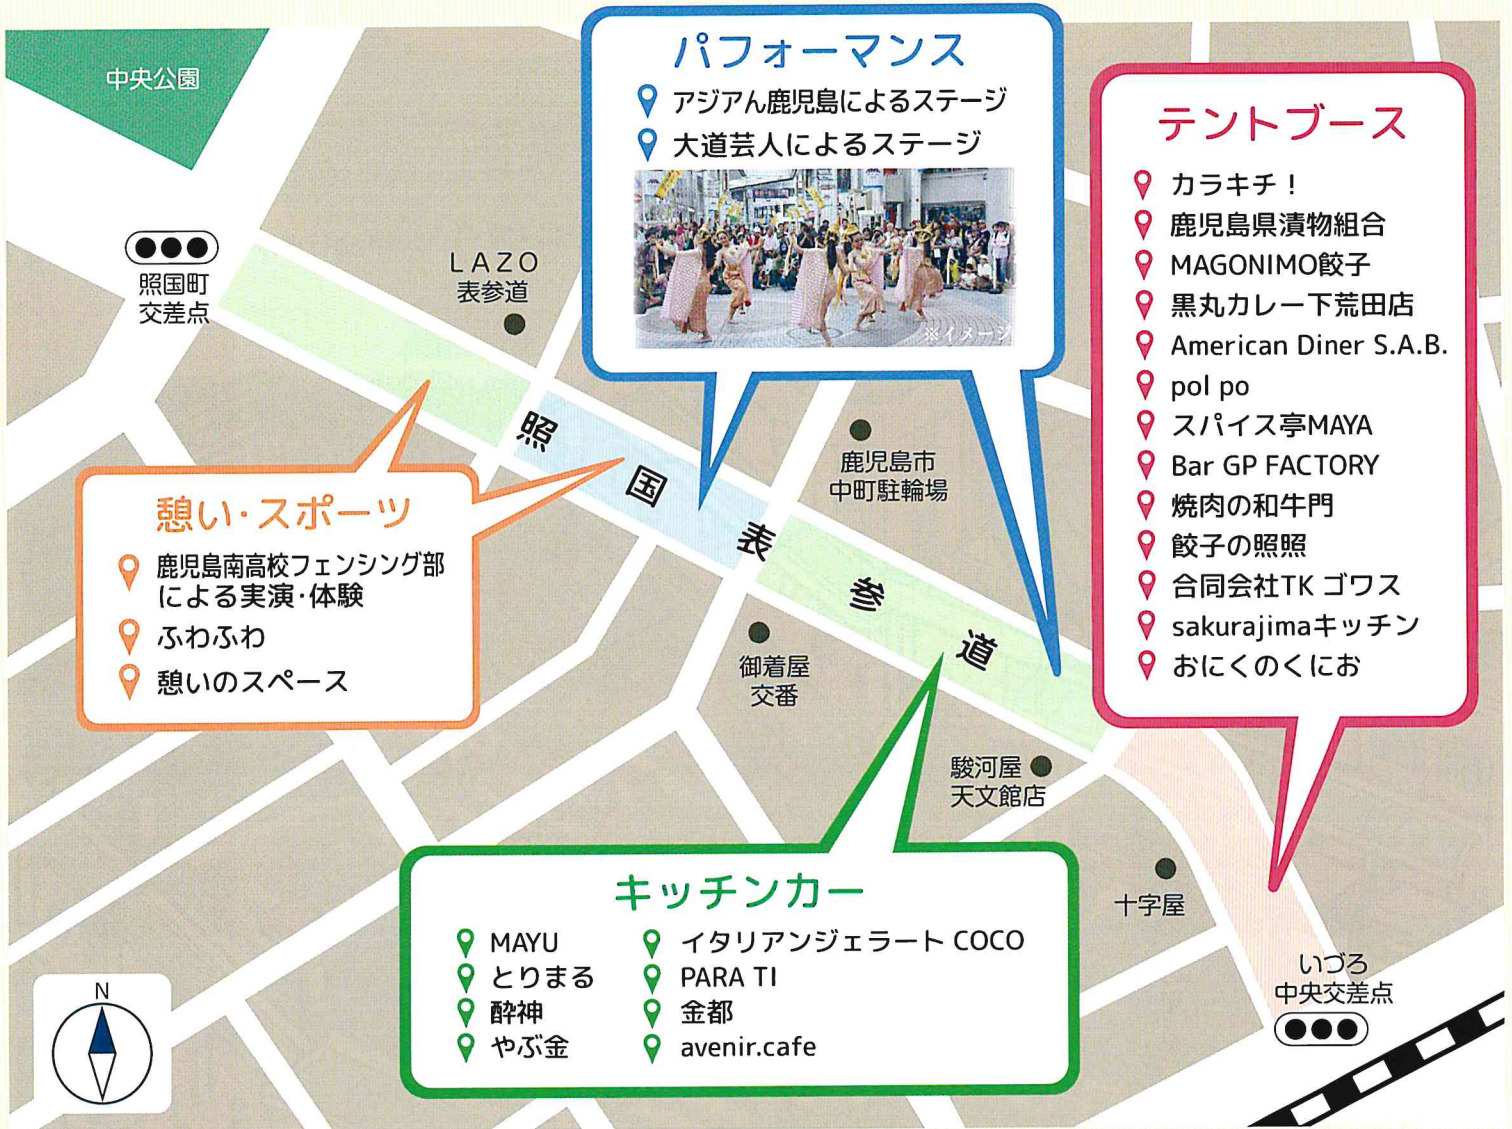 中央公園
パフォーマンス
アジアん鹿児島によるステージ
大道芸人によるステージ
※イメージ
テントブース
カラキチ！
鹿児島県漬物組合
MAGONIMO餃子
黒丸カレー下荒田店
American Diner S.A.B.
pol po
スパイス亭MAYA
Bar GP FACTORY
焼肉の和牛門
餃子の照照
合同会社TK ゴワス
sakurajimaキッチン
おにくのくにお
照国町
交差点
LAZO
表参道
照国表参道
鹿児島市
中町駐輪場
憩い・スポーツ
鹿児島南高校フェンシング部
による実演・体験
ふわふわ
憩いのスペース
御着屋
交番
駿河屋
天文館店
キッチンカー
MAYU
とりまる
酔神
やぶ金
イタリアンジェラート COCO
PARA TI
金都
avenir.cafe
十字屋
いづろ
中央交差点
N